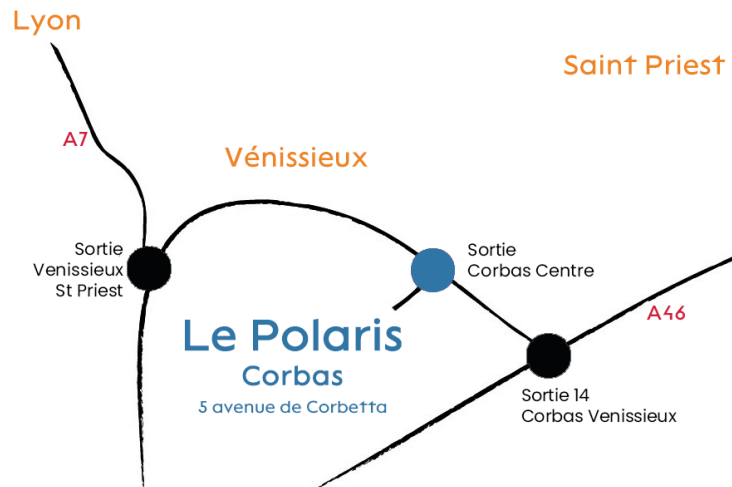 Lyon
Saint Priest
A7
Vénissieux
Sortie
Venissieux
St Priest
Sortie
Corbas Centre
A46
Le Polaris
Corbas
5 avenue de Corbetta
Sortie 14
Corbas Venissieux